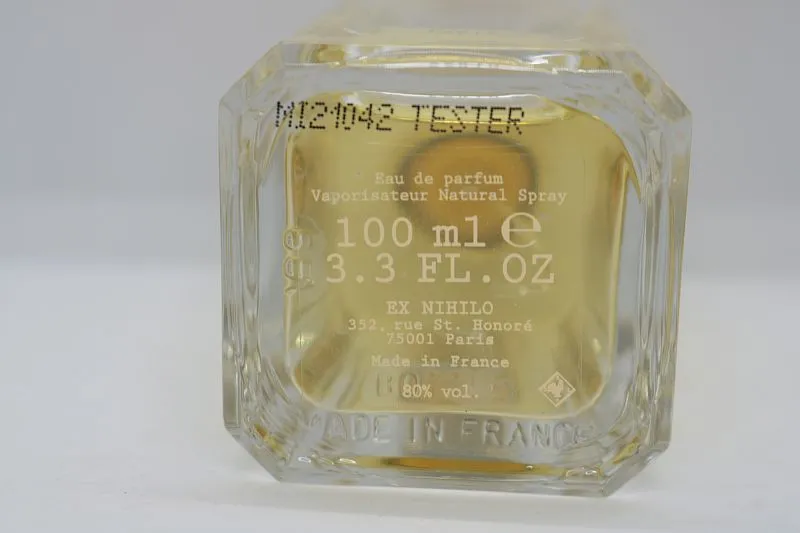 MI21042 TESTER
Eau de parfum
Vaporisateur Natural Spray
100 ml ℮
3.3 FL.OZ
EX NIHILO
352, rue St. Honoré
75001 Paris
Made in France
80% vol.
MADE IN FRANCE